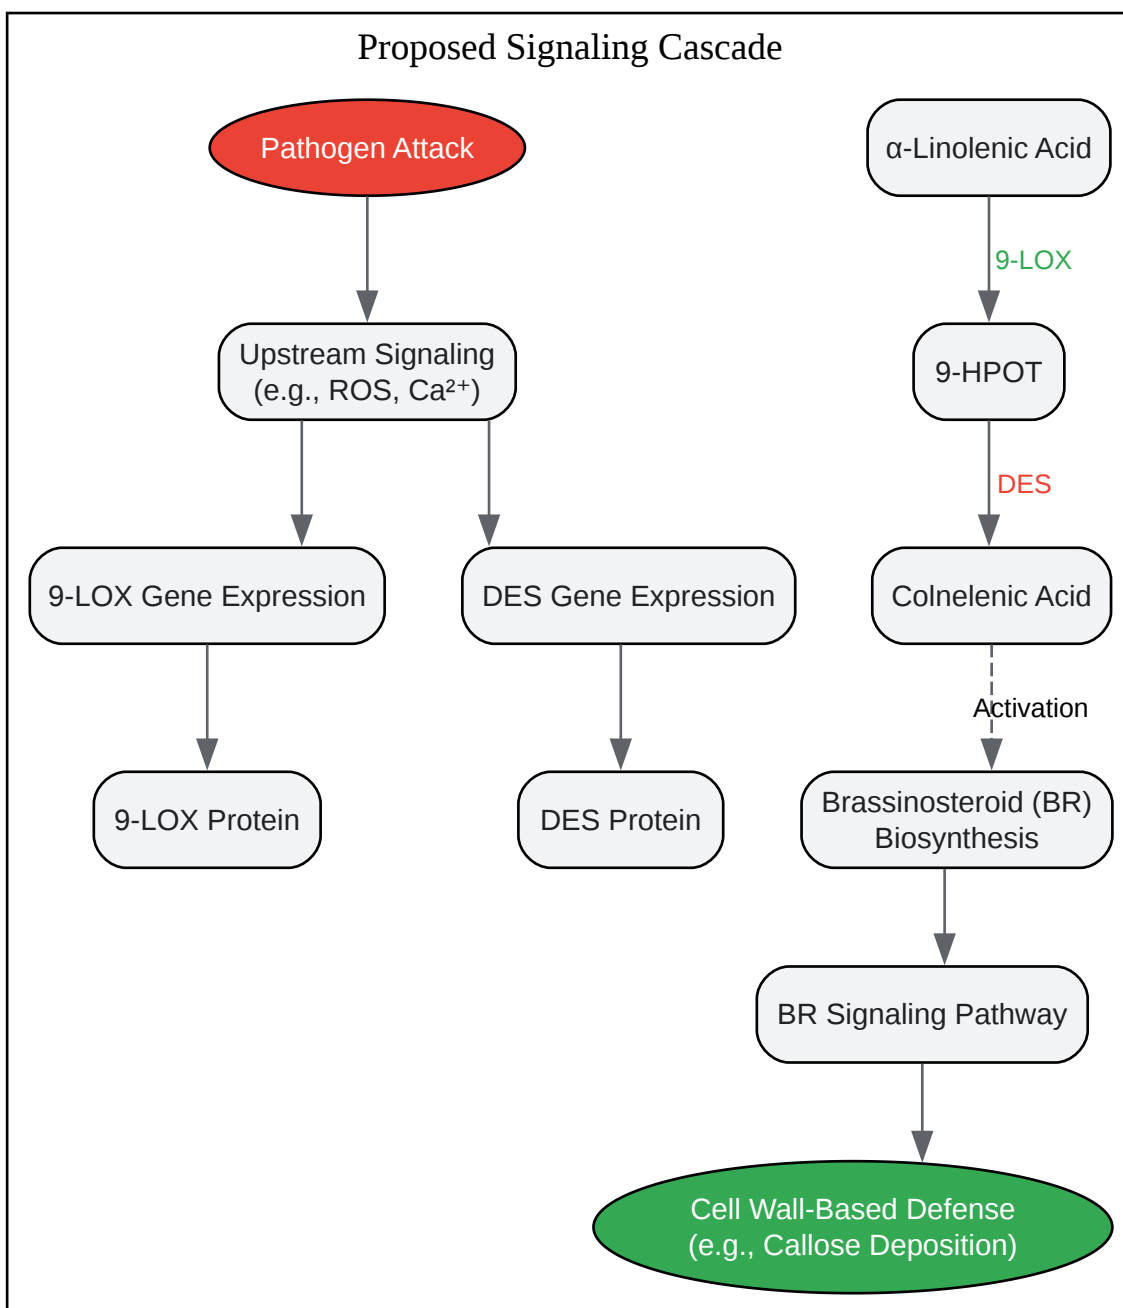 Proposed Signaling Cascade
Pathogen Attack
α-Linolenic Acid
9-LOX
Upstream Signaling
(e.g., ROS, Ca²⁺)
9-HPOT
DES
9-LOX Gene Expression
DES Gene Expression
Colnelenic Acid
Activation
9-LOX Protein
DES Protein
Brassinosteroid (BR)
Biosynthesis
BR Signaling Pathway
Cell Wall-Based Defense
(e.g., Callose Deposition)